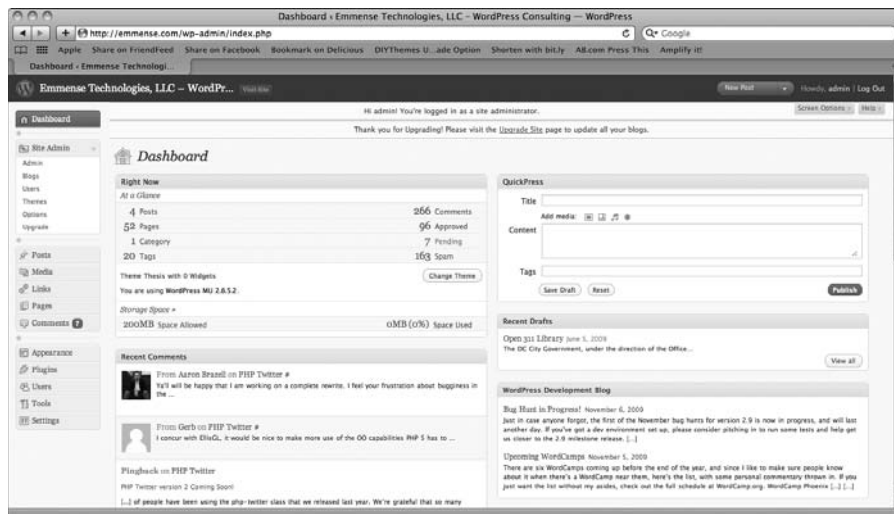 Dashboard ‹ Emmense Technologies, LLC – WordPress Consulting — WordPress
http://emmense.com/wp-admin/index.php
Google
Apple Share on FriendFeed Share on Facebook Bookmark on Delicious DIYThemes U...ade Option Shorten with bit.ly AB.com Press This Amplify it!
Dashboard ‹ Emmense Technologi...
Emmense Technologies, LLC – WordPr... Visit Site
New Post
Howdy, admin | Log Out
Hi admin! You're logged in as a site administrator.
Screen Options Help
Thank you for Upgrading! Please visit the Upgrade Site page to update all your blogs.
Dashboard
Site Admin
Admin
Blogs
Users
Themes
Options
Upgrade
Posts
Media
Links
Pages
Comments 7
Appearance
Plugins
Users
Tools
Settings
Dashboard
Right Now
At a Glance
4 Posts 266 Comments
52 Pages 96 Approved
1 Category 7 Pending
20 Tags 163 Spam
Theme Thesis with 0 Widgets Change Theme
You are using WordPress MU 2.8.5.2.
Storage Space »
200MB Space Allowed 0MB (0%) Space Used
Recent Comments
From Aaron Brazell on PHP Twitter #
Ya'll will be happy that I am working on a complete rewrite. I feel your frustration about bugginess in
the ...
From Gerb on PHP Twitter #
I concur with EllisGL, it would be nice to make more use of the OO capabilities PHP 5 has to ...
Pingback on PHP Twitter
PHP Twitter version 2 Coming Soon!
[...] of people have been using the php-twitter class that we released last year. We're grateful that so many
QuickPress
Title
Add media:
Content
Tags
Save Draft Reset Publish
Recent Drafts
Open 311 Library June 5, 2009
The DC City Government, under the direction of the Office...
View all
WordPress Development Blog
Bug Hunt in Progress! November 6, 2009
Just in case anyone forgot, the first of the November bug hunts for version 2.9 is now in progress, and will last
another day. If you've got a dev environment set up, please consider pitching in to run some tests and help get
us closer to the 2.9 milestone release. [...]
Upcoming WordCamps November 5, 2009
There are six WordCamps coming up before the end of the year, and since I like to make sure people know
about it when there's a WordCamp near them, here's the list, with some personal commentary thrown in. If you
just want the list without my asides, check out the full schedule at WordCamp.org. WordCamp Phoenix [...] [...]